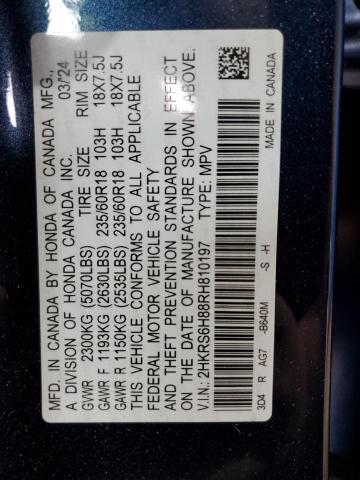 MFD. IN CANADA BY HONDA OF CANADA MFG.,
A DIVISION OF HONDA CANADA INC. 03/24
TIRE SIZE RIM SIZE
GVWR 2300KG (5070LBS)
GAWR F 1193KG (2630LBS) 235/60R18 103H 18X7.5J
GAWR R 1150KG (2535LBS) 235/60R18 103H 18X7.5J
THIS VEHICLE CONFORMS TO ALL APPLICABLE
FEDERAL MOTOR VEHICLE SAFETY
AND THEFT PREVENTION STANDARDS IN EFFECT
ON THE DATE OF MANUFACTURE SHOWN ABOVE.
V.I.N.: 2HKRS6H88RH810197 TYPE: MPV
3D4 R AG7 -B640M -S -H MADE IN CANADA